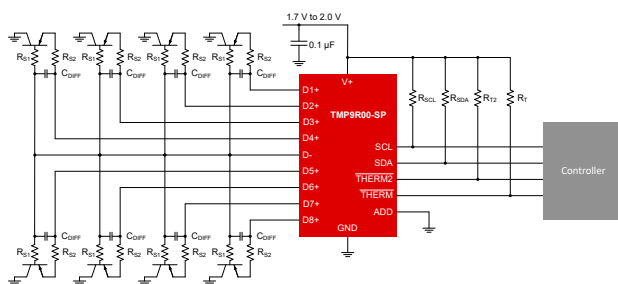 1.7 V to 2.0 V
0.1 µF
RS1 RS2 RS1 RS2 RS1 RS2 RS1 RS2
CDIFF CDIFF CDIFF CDIFF
V+
TMP9R00-SP
D1+
D2+
D3+
D4+
D-
D5+
D6+
D7+
D8+
SCL
SDA
THERM2
THERM
ADD
GND
RSCL RSDA RT2 RT
Controller
CDIFF CDIFF CDIFF CDIFF
RS1 RS2 RS1 RS2 RS1 RS2 RS1 RS2